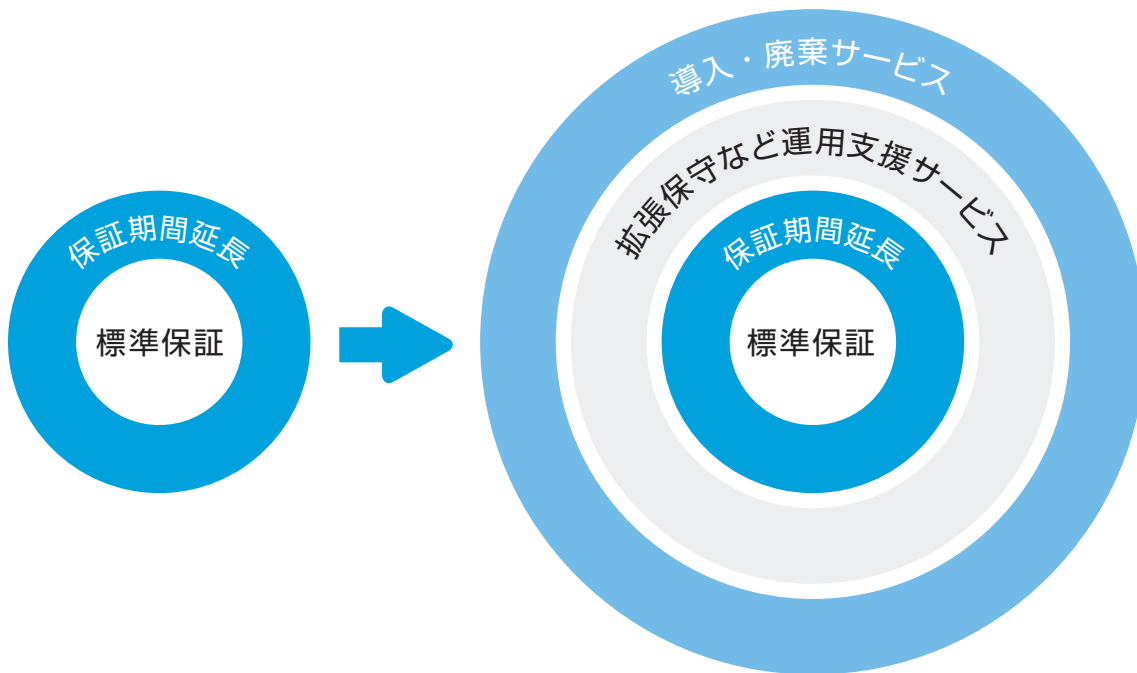 保証期間延長
標準保証
導入・廃棄サービス
拡張保守など運用支援サービス
保証期間延長
標準保証